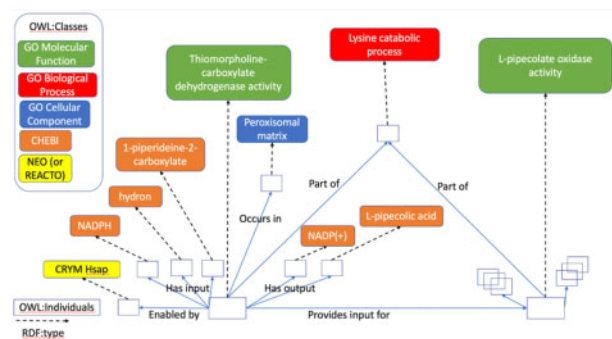 OWL:Classes
GO Molecular
Function
GO Biological
Process
GO Cellular
Component
CHEBI
NEO (or
REACTO)
Thiomorpholine-
carboxylate
dehydrogenase activity
Lysine catabolic
process
L-pipecolate oxidase
activity
Peroxisomal
matrix
1-piperideine-2-
carboxylate
hydron
NADPH
CRYM Hsap
Part of
Part of
Occurs in
NADP(+)
L-pipecolic acid
Has input
Has output
Enabled by
Provides input for
OWL:Individuals
RDF:type